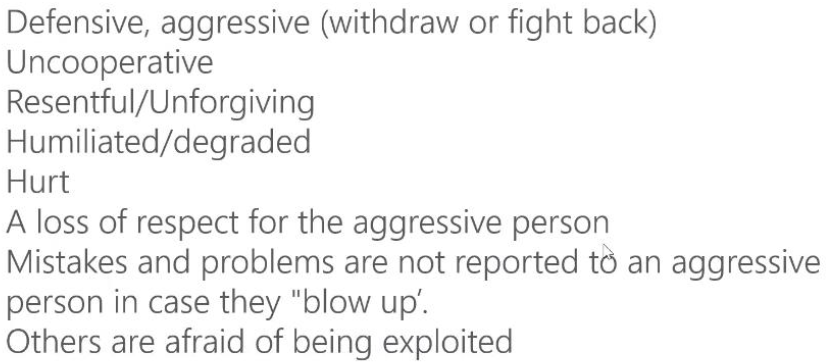 Defensive, aggressive (withdraw or fight back)
Uncooperative
Resentful/Unforgiving
Humiliated/degraded
Hurt
A loss of respect for the aggressive person
Mistakes and problems are not reported to an aggressive
person in case they "blow up’.
Others are afraid of being exploited